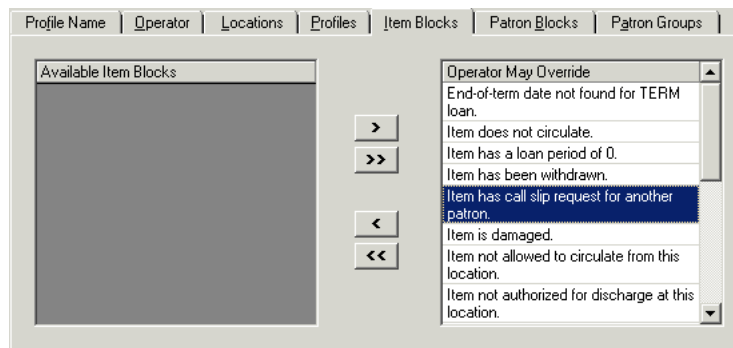 Profile Name Operator Locations Profiles Item Blocks Patron Blocks Patron Groups
Available Item Blocks
>
>>
<
<<
Operator May Override
End-of-term date not found for TERM
loan.
Item does not circulate.
Item has a loan period of 0.
Item has been withdrawn.
Item has call slip request for another
patron.
Item is damaged.
Item not allowed to circulate from this
location.
Item not authorized for discharge at this
location.